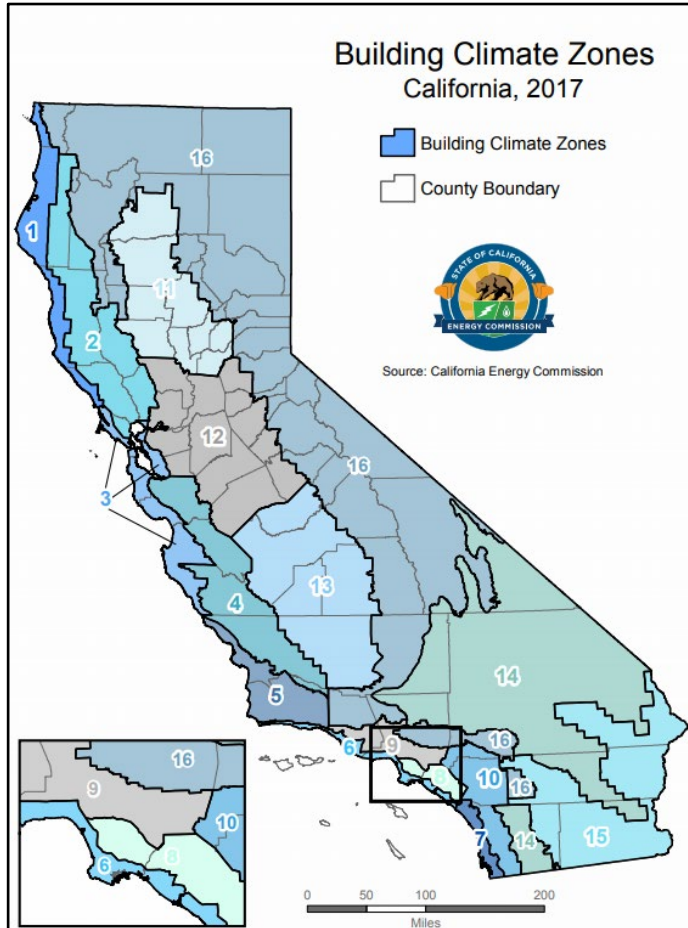 Building Climate Zones
California, 2017
Building Climate Zones
County Boundary
STATE OF CALIFORNIA
ENERGY COMMISSION
Source: California Energy Commission
16
1
11
2
12
16
3
13
4
14
5
16
6
9
10
8
16
7
14
15
16
9
10
8
6
0 50 100 200
Miles